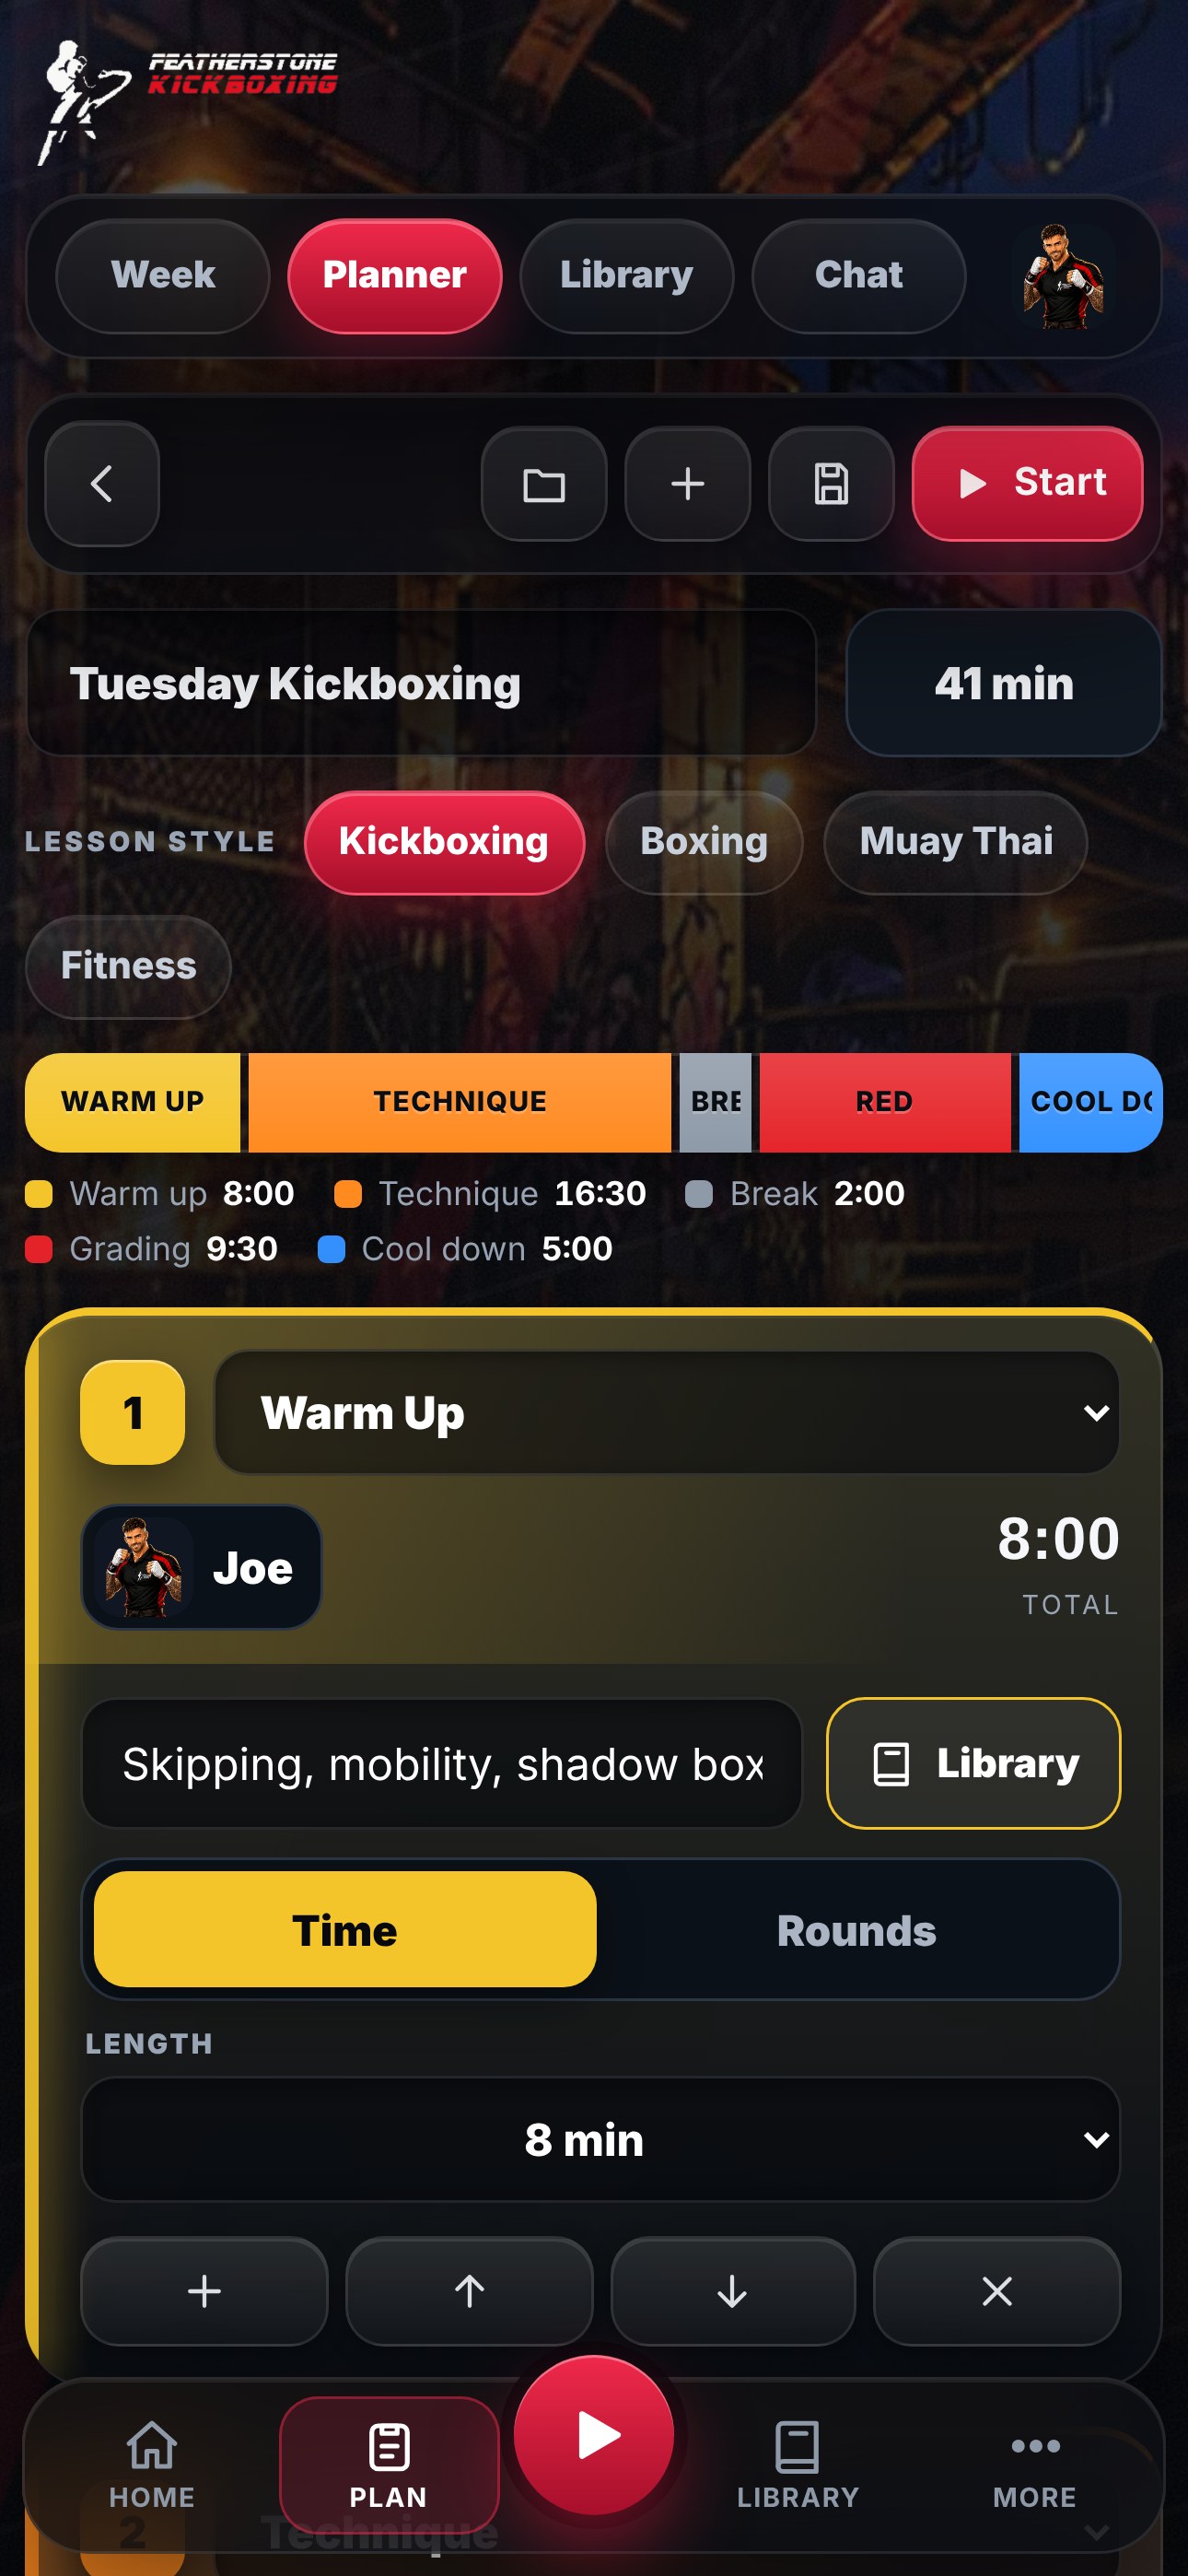 FEATHERSTONE
KICKBOXING
Week Planner Library Chat
Start
Tuesday Kickboxing 41 min
LESSON STYLE Kickboxing Boxing Muay Thai
Fitness
WARM UP TECHNIQUE BRE RED COOL DO
Warm up 8:00 Technique 16:30 Break 2:00
Grading 9:30 Cool down 5:00
1 Warm Up
Joe 8:00
TOTAL
Skipping, mobility, shadow box Library
Time Rounds
LENGTH
8 min
HOME PLAN LIBRARY MORE
2 Technique